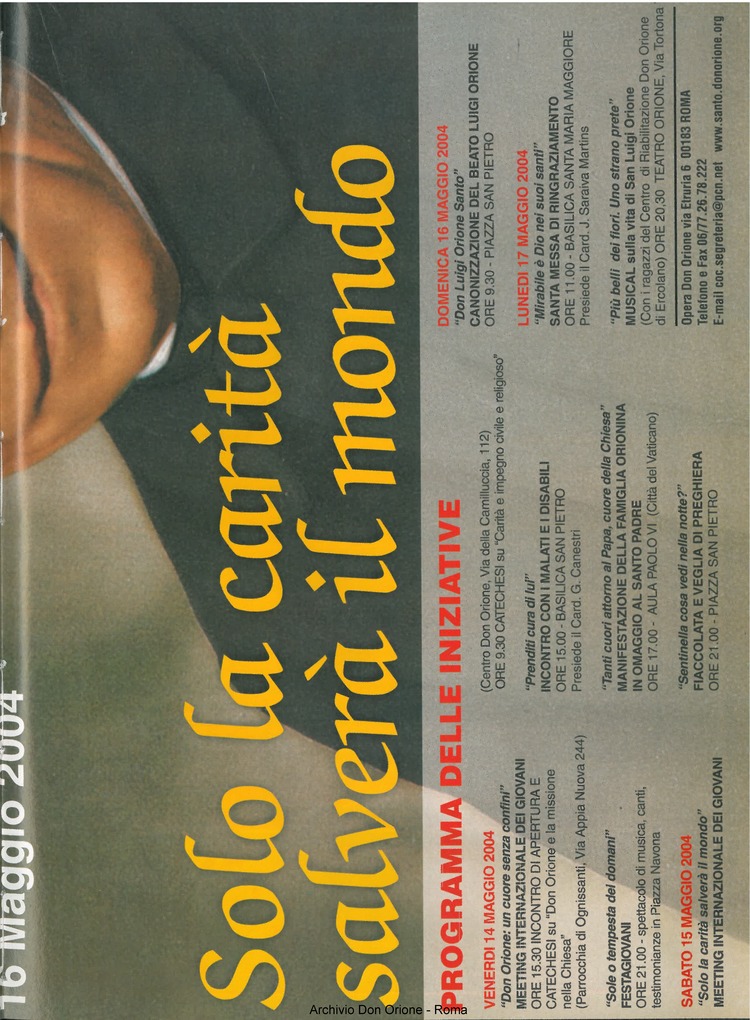 16 Maggio 2004
Solo la carità
salverà il mondo
PROGRAMMA DELLE INIZIATIVE
VENERDI 14 MAGGIO 2004
"Don Orione: un cuore senza confini"
MEETING INTERNAZIONALE DEI GIOVANI
ORE 15.30 INCONTRO DI APERTURA E
CATECHESI su "Don Orione e la missione
nella Chiesa"
(Parrocchia di Ognissanti, Via Appia Nuova 244)
"Sole o tempesta del domani"
FESTAGIOVANI
ORE 21.00 - spettacolo di musica, canti,
testimonianze in Piazza Navona
SABATO 15 MAGGIO 2004
"Solo la carità salverà il mondo"
MEETING INTERNAZIONALE DEI GIOVANI
(Centro Don Orione, Via della Camilluccia, 112)
ORE 9.30 CATECHESI su "Carità e impegno civile e religioso"
"Prenditi cura di lui"
INCONTRO CON I MALATI E I DISABILI
ORE 15.00 - BASILICA SAN PIETRO
Presiede il Card. G. Canestri
"Tanti cuori attorno al Papa, cuore della Chiesa"
MANIFESTAZIONE DELLA FAMIGLIA ORIONINA
IN OMAGGIO AL SANTO PADRE
ORE 17.00 - AULA PAOLO VI (Città del Vaticano)
"Sentinella cosa vedi nella notte?"
FIACCOLATA E VEGLIA DI PREGHIERA
ORE 21.00 - PIAZZA SAN PIETRO
DOMENICA 16 MAGGIO 2004
"Don Luigi Orione Santo"
CANONIZZAZIONE DEL BEATO LUIGI ORIONE
ORE 9.30 - PIAZZA SAN PIETRO
LUNEDI 17 MAGGIO 2004
"Mirabile è Dio nei suoi santi"
SANTA MESSA DI RINGRAZIAMENTO
ORE 11.00 - BASILICA SANTA MARIA MAGGIORE
Presiede il Card. J. Saraiva Martins
"Più belli dei fiori. Uno strano prete"
MUSICAL sulla vita di San Luigi Orione
(Con i ragazzi del Centro di Riabilitazione Don Orione
di Ercolano) ORE 20,30 TEATRO ORIONE, Via Tortona
Opera Don Orione via Etruria 6 00183 ROMA
Telefono e Fax 06/77.26.78.222
E-mail coc.segreteria@pcn.net www.santo.donorione.org
Archivio Don Orione - Roma